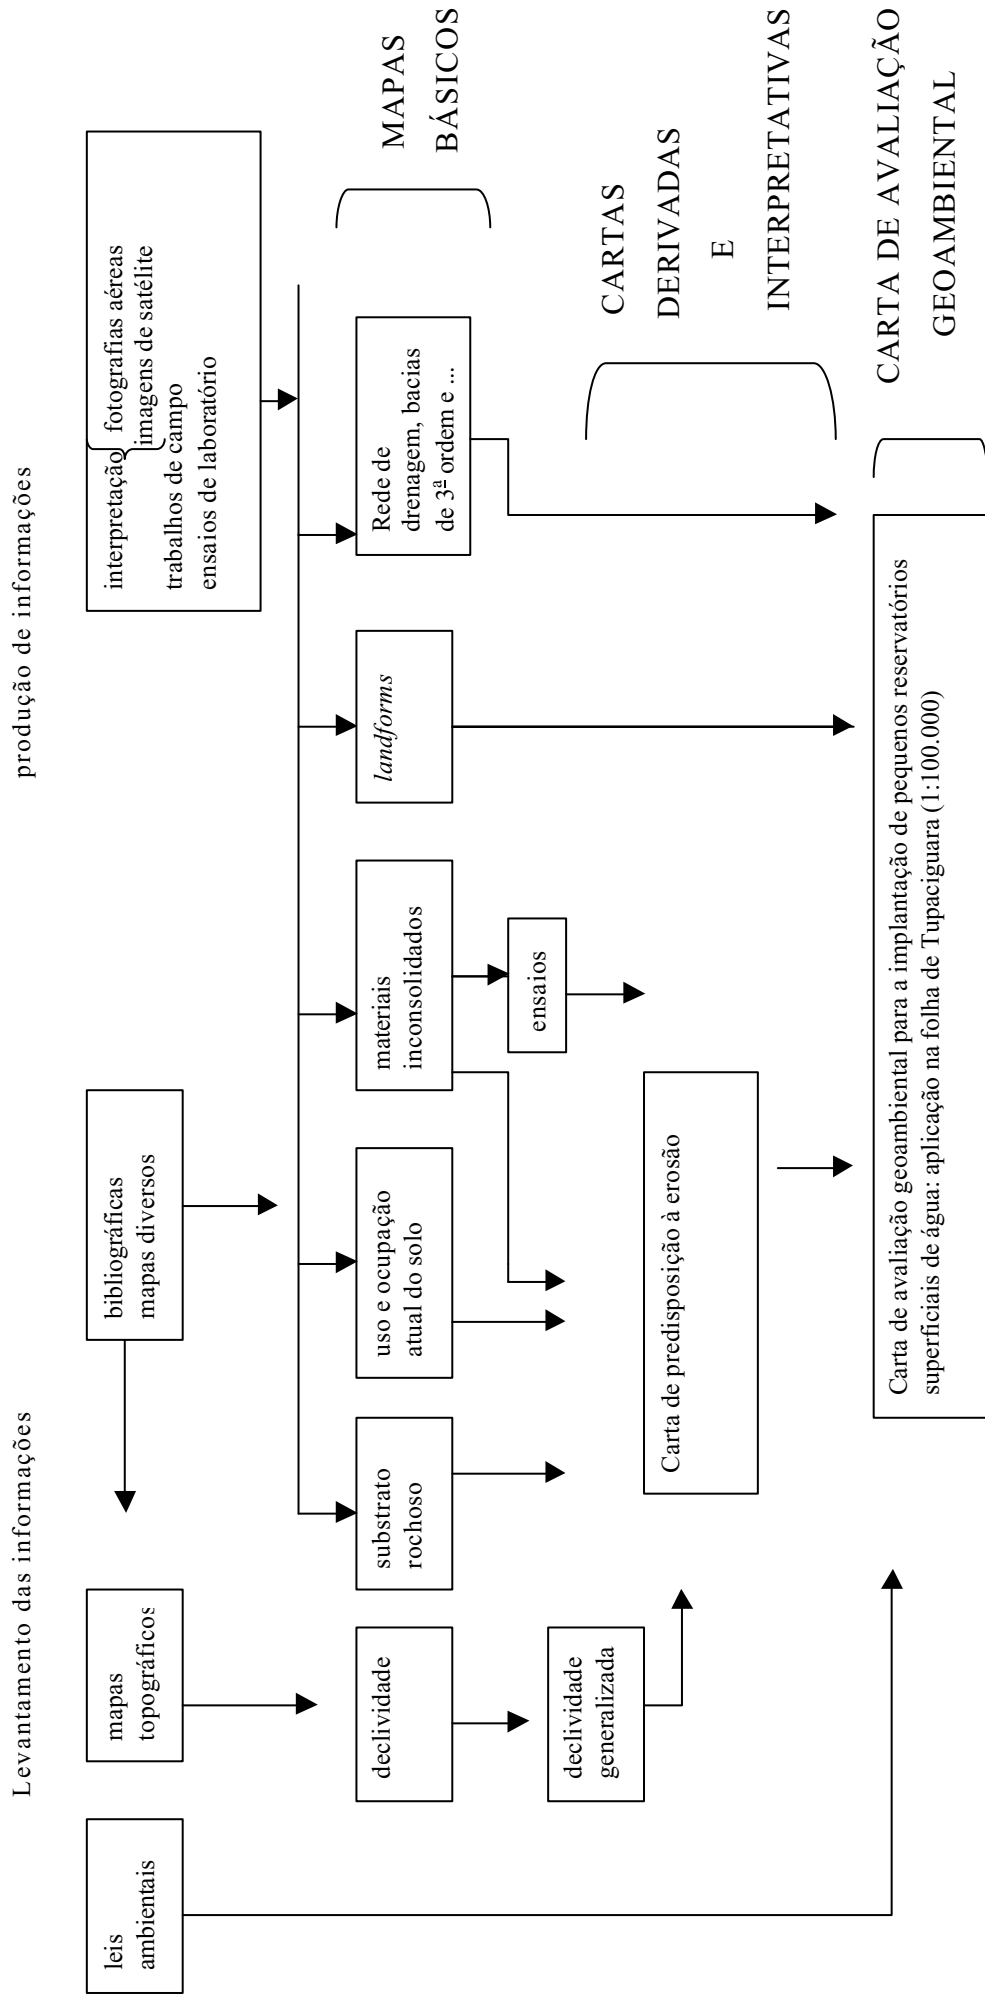 Levantamento das informações
produção de informações
leis
ambientais
mapas
topográficos
bibliográficas
mapas diversos
interpretação fotografias aéreas
imagens de satélite
trabalhos de campo
ensaios de laboratório
MAPAS
BÁSICOS
declividade
substrato
rochoso
uso e ocupação
atual do solo
materiais
inconsolidados
landforms
Rede de
drenagem, bacias
de 3ª ordem e ...
declividade
generalizada
ensaios
CARTAS
DERIVADAS
E
INTERPRETATIVAS
Carta de predisposição à erosão
CARTA DE AVALIAÇÃO
GEOAMBIENTAL
Carta de avaliação geoambiental para a implantação de pequenos reservatórios
superficiais de água: aplicação na folha de Tupaciguara (1:100.000)